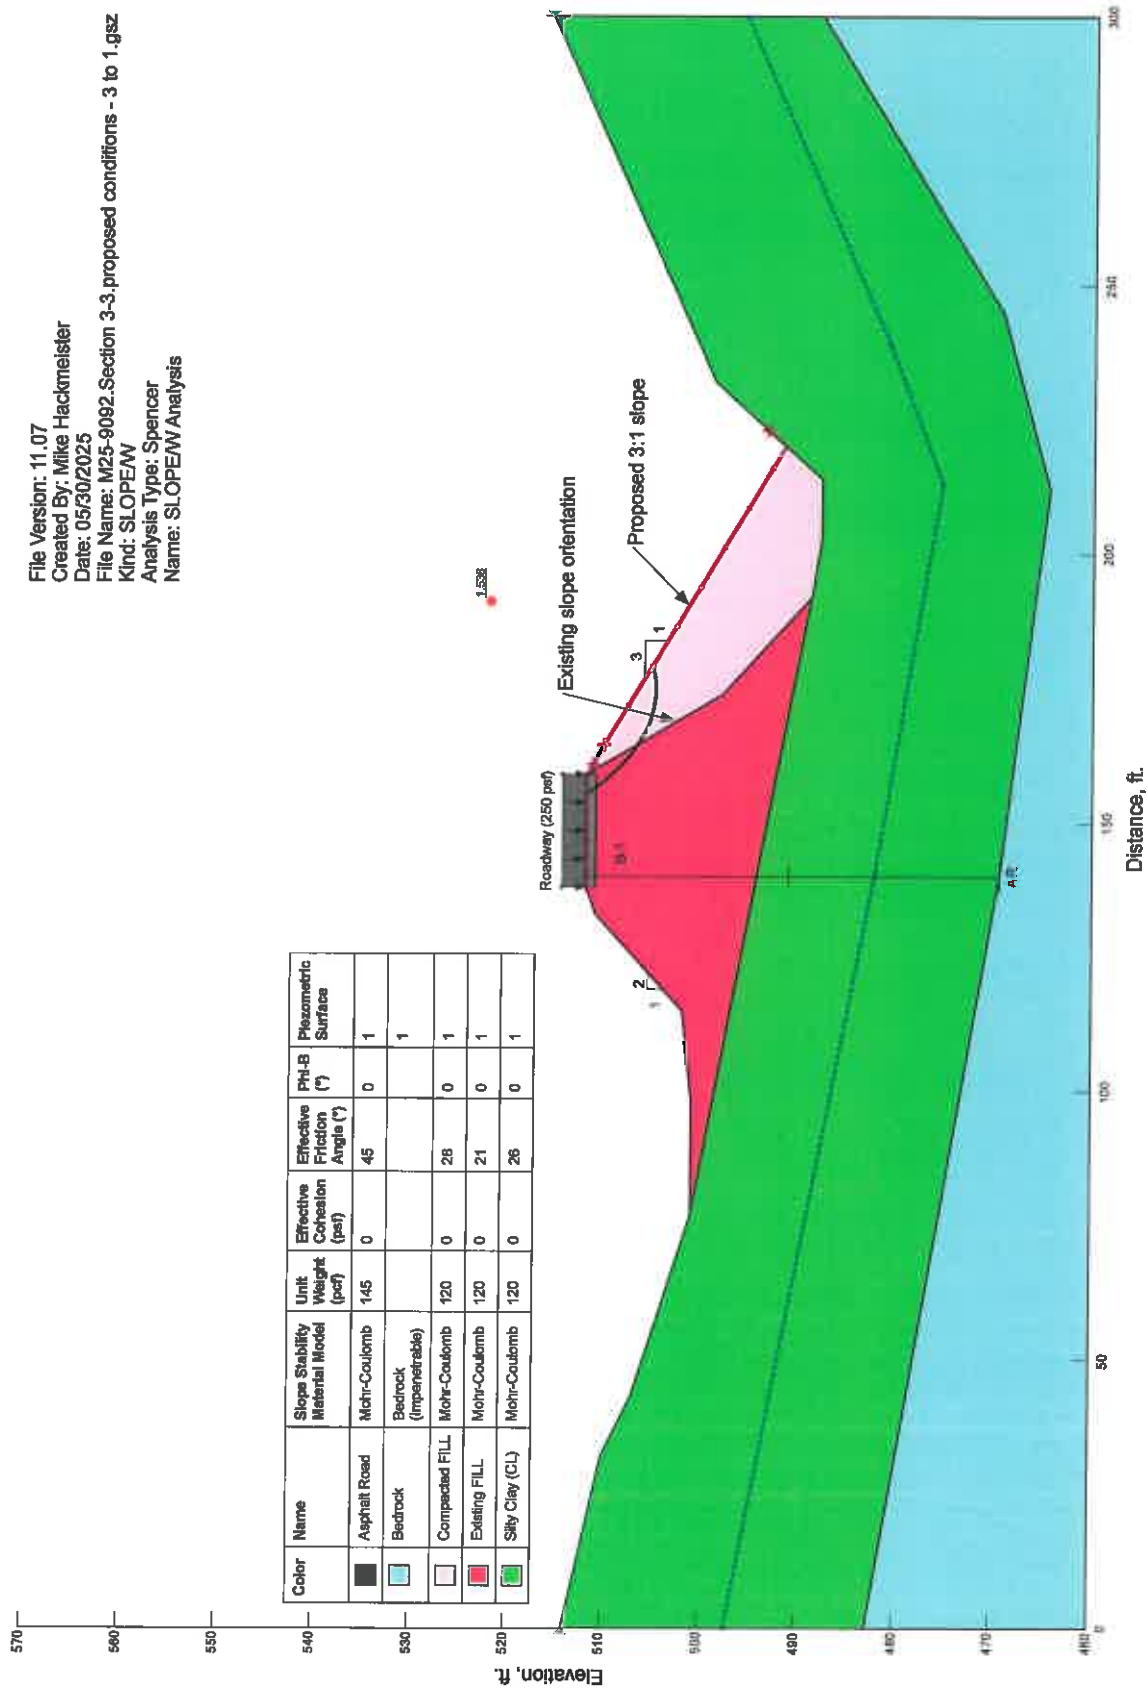 File Version: 11.07
Created By: Mike Hackmeister
Date: 05/30/2025
File Name: M25-9092.Section 3-3.proposed conditions - 3 to 1.gsz
Kind: SLOPE/W
Analysis Type: Spencer
Name: SLOPE/W Analysis
Color Name Slope Stability Material Model Unit Weight (pcf) Effective Cohesion (psf) Effective Friction Angle (°) Phi-B (°) Piezometric Surface
Asphalt Road Mohr-Coulomb 145 0 45 0 1
Bedrock Bedrock (Impenetrable) 1
Compacted FILL Mohr-Coulomb 120 0 28 0 1
Existing FILL Mohr-Coulomb 120 0 21 0 1
Silty Clay (CL) Mohr-Coulomb 120 0 26 0 1
1.536
Roadway (250 psf)
Existing slope orientation
Proposed 3:1 slope
3
1
2
1
B-1
Elevation, ft.
570
560
550
540
530
520
510
500
490
480
470
460
0
50
100
150
200
250
300
Distance, ft.